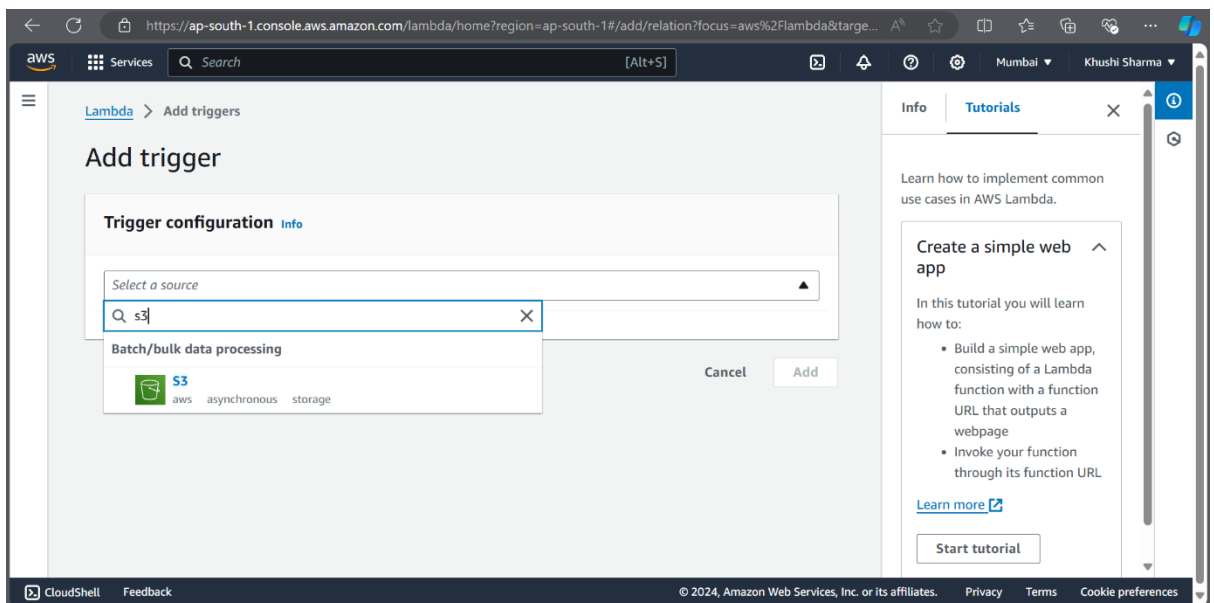 https://ap-south-1.console.aws.amazon.com/lambda/home?region=ap-south-1#/add/relation?focus=aws%2Flambda&targe...
aws Services Search [Alt+S] Mumbai ▼ Khushi Sharma ▼
Lambda > Add triggers
Add trigger
Trigger configuration Info
Select a source
s3
Batch/bulk data processing
S3
aws asynchronous storage
Cancel Add
Info Tutorials
Learn how to implement common
use cases in AWS Lambda.
Create a simple web
app
In this tutorial you will learn
how to:
• Build a simple web app,
consisting of a Lambda
function with a function
URL that outputs a
webpage
• Invoke your function
through its function URL
Learn more
Start tutorial
CloudShell Feedback © 2024, Amazon Web Services, Inc. or its affiliates. Privacy Terms Cookie preferences